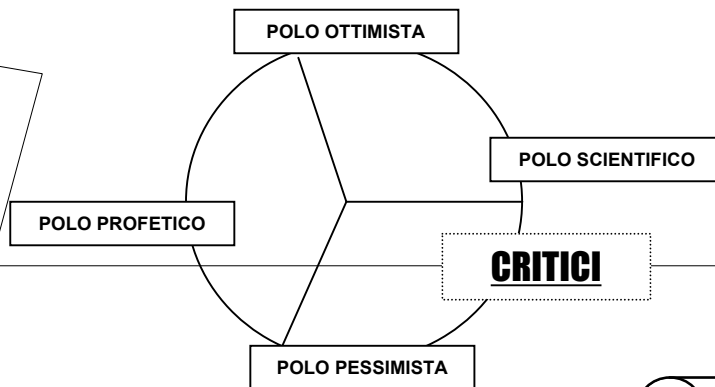 POLO OTTIMISTA
POLO SCIENTIFICO
POLO PROFETICO
CRITICI
POLO PESSIMISTA